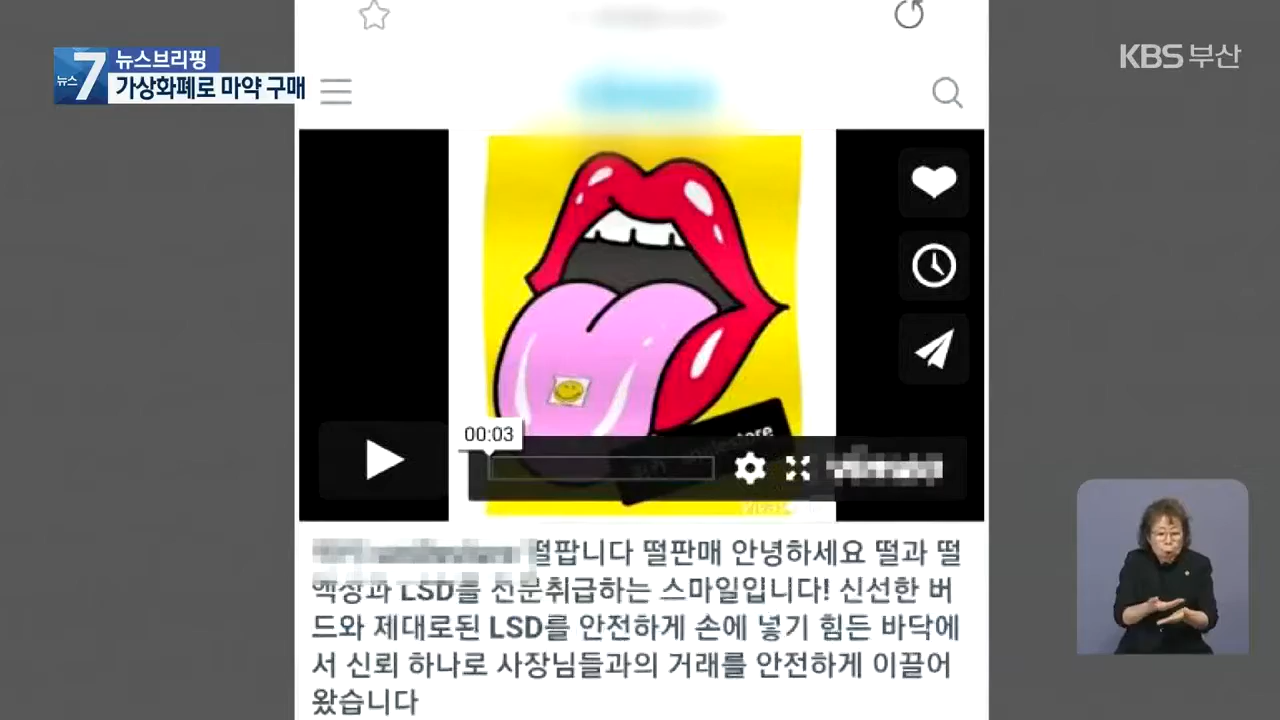 뉴스 7
뉴스브리핑
가상화폐로 마약 구매
KBS 부산
00:03
떨팝니다 떨판매 안녕하세요 떨과 떨
액상과 LSD를 전문취급하는 스마일입니다! 신선한 버
드와 제대로된 LSD를 안전하게 손에 넣기 힘든 바닥에
서 신뢰 하나로 사장님들과의 거래를 안전하게 이끌어
왔습니다